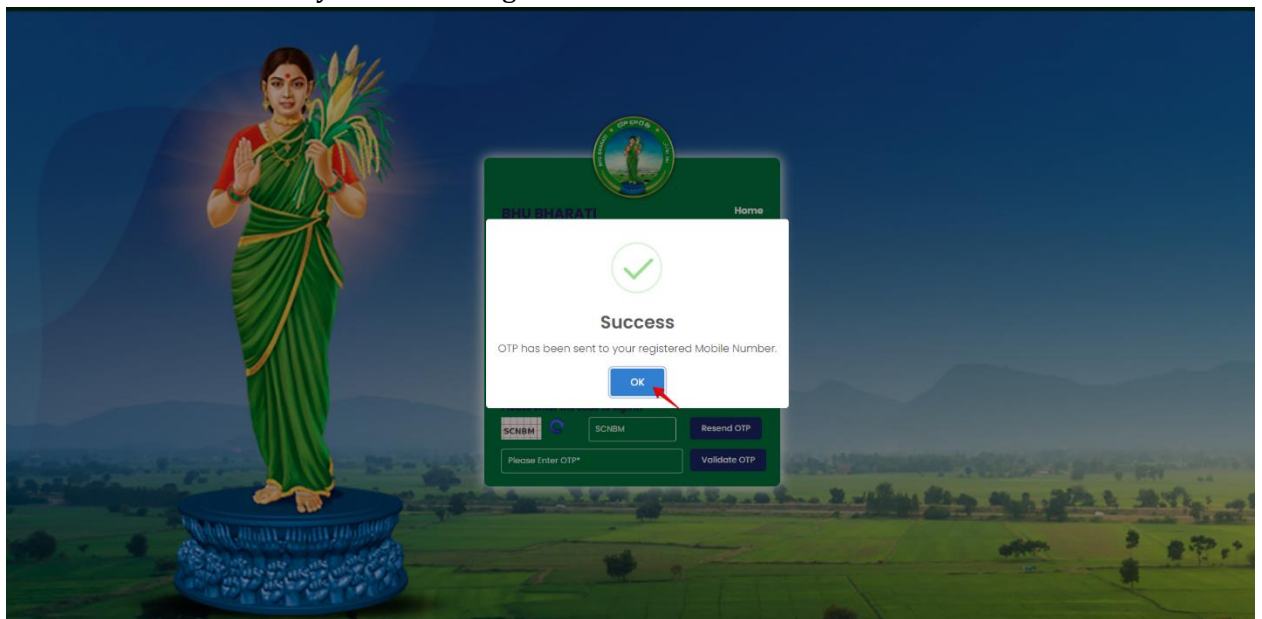 BHU BHARATI
Home
Success
OTP has been sent to your registered Mobile Number.
OK
SCNBM
SCNBM
Resend OTP
Please Enter OTP*
Validate OTP